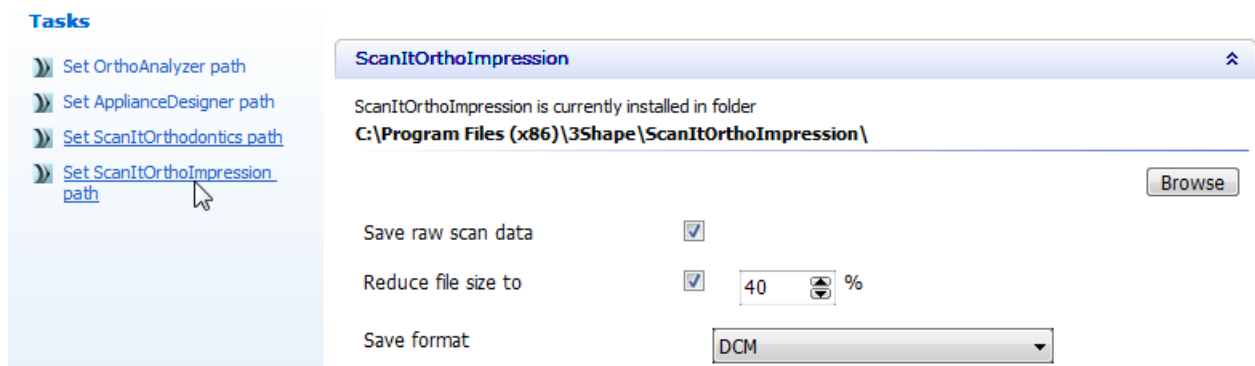 Tasks
Set OrthoAnalyzer path
Set ApplianceDesigner path
Set ScanItOrthodontics path
Set ScanItOrthoImpression
path
ScanItOrthoImpression
ScanItOrthoImpression is currently installed in folder
C:\Program Files (x86)\3Shape\ScanItOrthoImpression\
Browse
Save raw scan data
Reduce file size to 40 %
Save format DCM